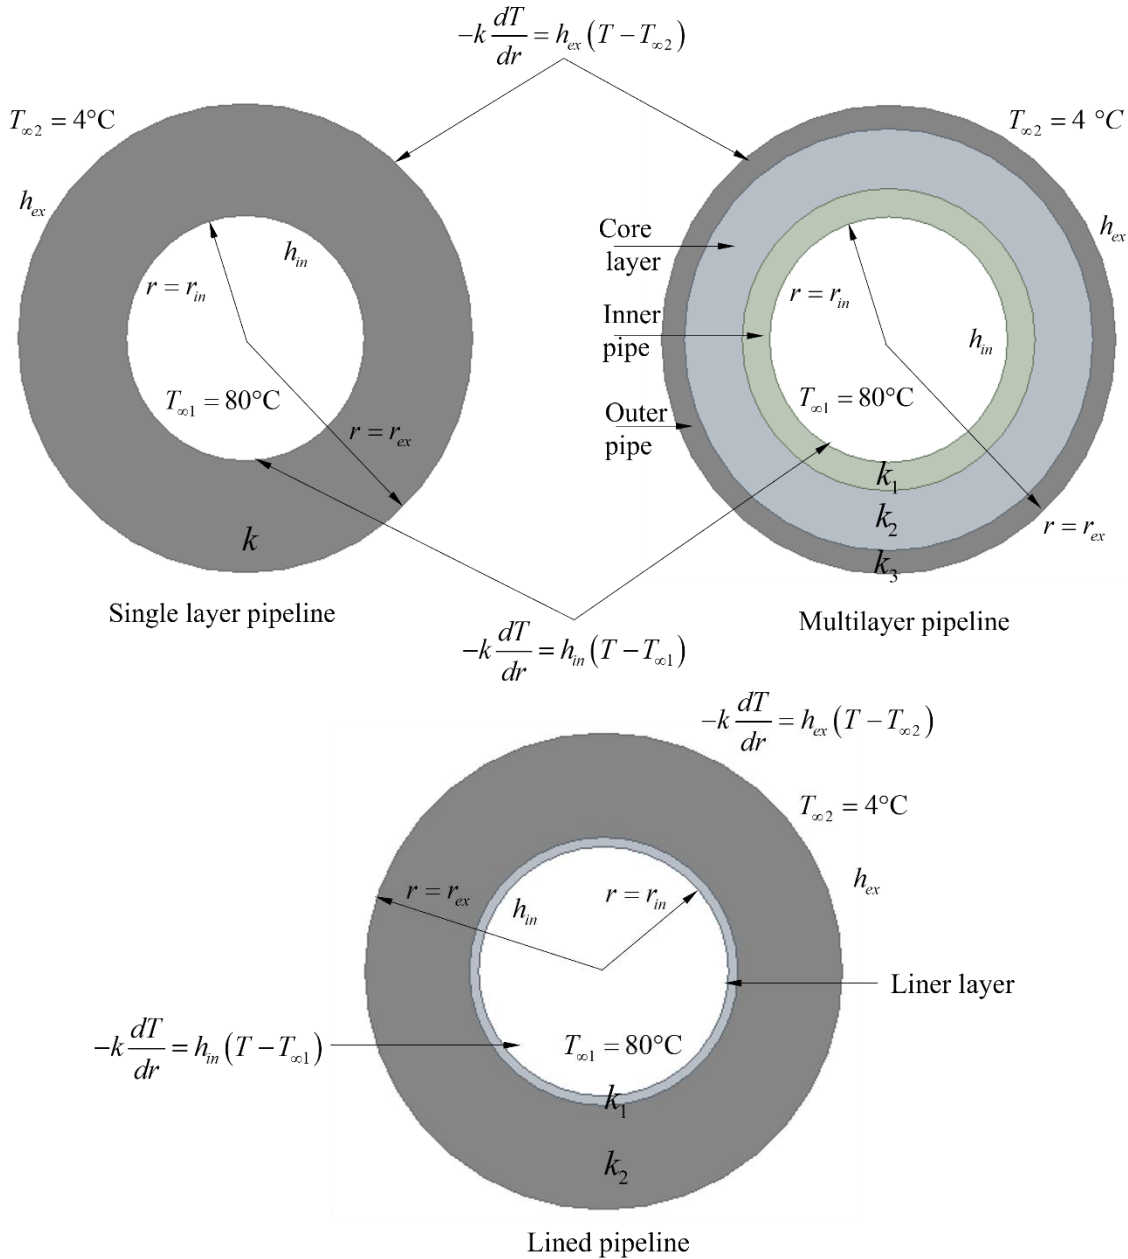 −k dT/dr = h_ex (T − T_∞2)
T_∞2 = 4°C
h_ex
h_in
r = r_in
T_∞1 = 80°C
r = r_ex
k
Single layer pipeline
T_∞2 = 4 °C
h_ex
Core
layer
r = r_in
Inner
pipe
h_in
T_∞1 = 80°C
Outer
pipe
k_1
k_2
r = r_ex
k_3
Multilayer pipeline
−k dT/dr = h_in (T − T_∞1)
−k dT/dr = h_ex (T − T_∞2)
T_∞2 = 4°C
h_ex
r = r_ex
r = r_in
h_in
Liner layer
−k dT/dr = h_in (T − T_∞1)
T_∞1 = 80°C
k_1
k_2
Lined pipeline